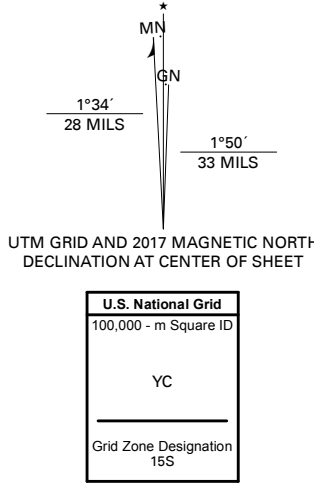 MN
GN
1°34´
28 MILS
1°50´
33 MILS
UTM GRID AND 2017 MAGNETIC NORTH
DECLINATION AT CENTER OF SHEET
U.S. National Grid
100,000 - m Square ID
YC
Grid Zone Designation
15S